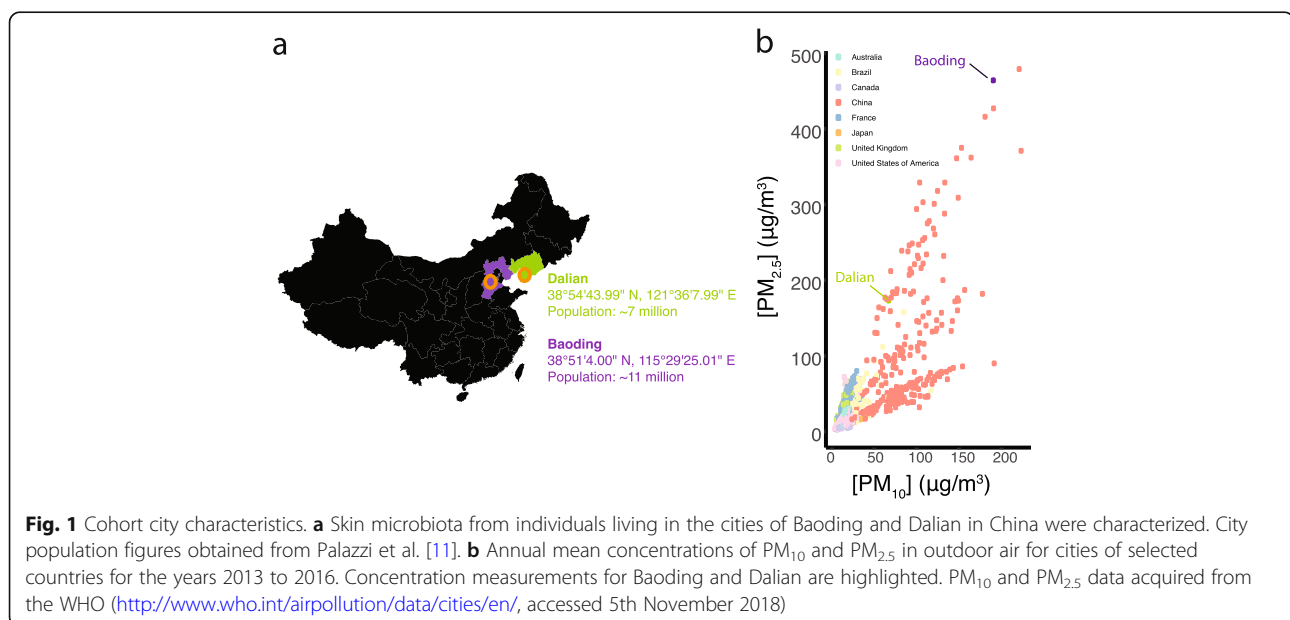 a
Dalian
38°54'43.99" N, 121°36'7.99" E
Population: ~7 million
Baoding
38°51'4.00" N, 115°29'25.01" E
Population: ~11 million
b
500
400
300
200
100
0
[PM2.5] (µg/m³)
Australia
Brazil
Canada
China
France
Japan
United Kingdom
United States of America
Baoding
Dalian
0 50 100 150 200
[PM10] (µg/m³)
Fig. 1 Cohort city characteristics. a Skin microbiota from individuals living in the cities of Baoding and Dalian in China were characterized. City
population figures obtained from Palazzi et al. [11]. b Annual mean concentrations of PM10 and PM2.5 in outdoor air for cities of selected
countries for the years 2013 to 2016. Concentration measurements for Baoding and Dalian are highlighted. PM10 and PM2.5 data acquired from
the WHO (http://www.who.int/airpollution/data/cities/en/, accessed 5th November 2018)